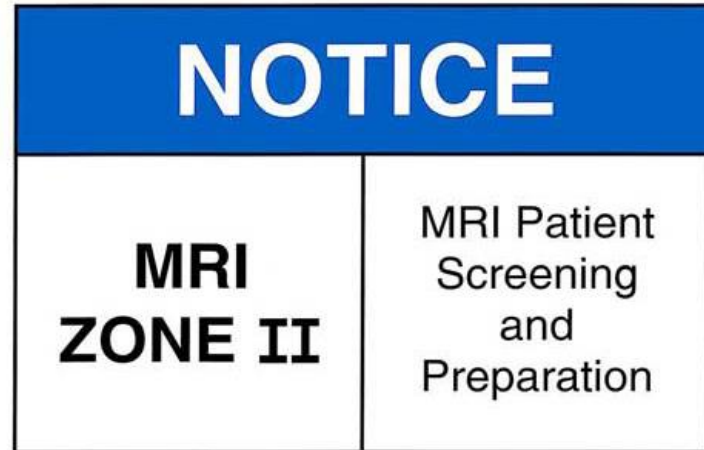 NOTICE
MRI
ZONE II
MRI Patient
Screening
and
Preparation